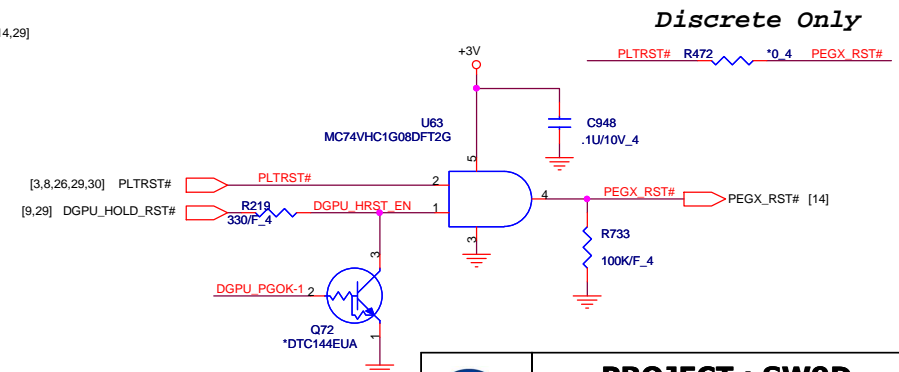 Discrete Only
14,29]
PLTRST# R472 *0_4 PEGX_RST#
+3V
U63
MC74VHC1G08DFT2G
C948
.1U/10V_4
5
[3,8,26,29,30] PLTRST# PLTRST# 2
4 PEGX_RST# PEGX_RST# [14]
[9,29] DGPU_HOLD_RST# R219 DGPU_HRST_EN 1
330/F_4
3
R733
100K/F_4
3
DGPU_PGOK-1 2
Q72
*DTC144EUA
1